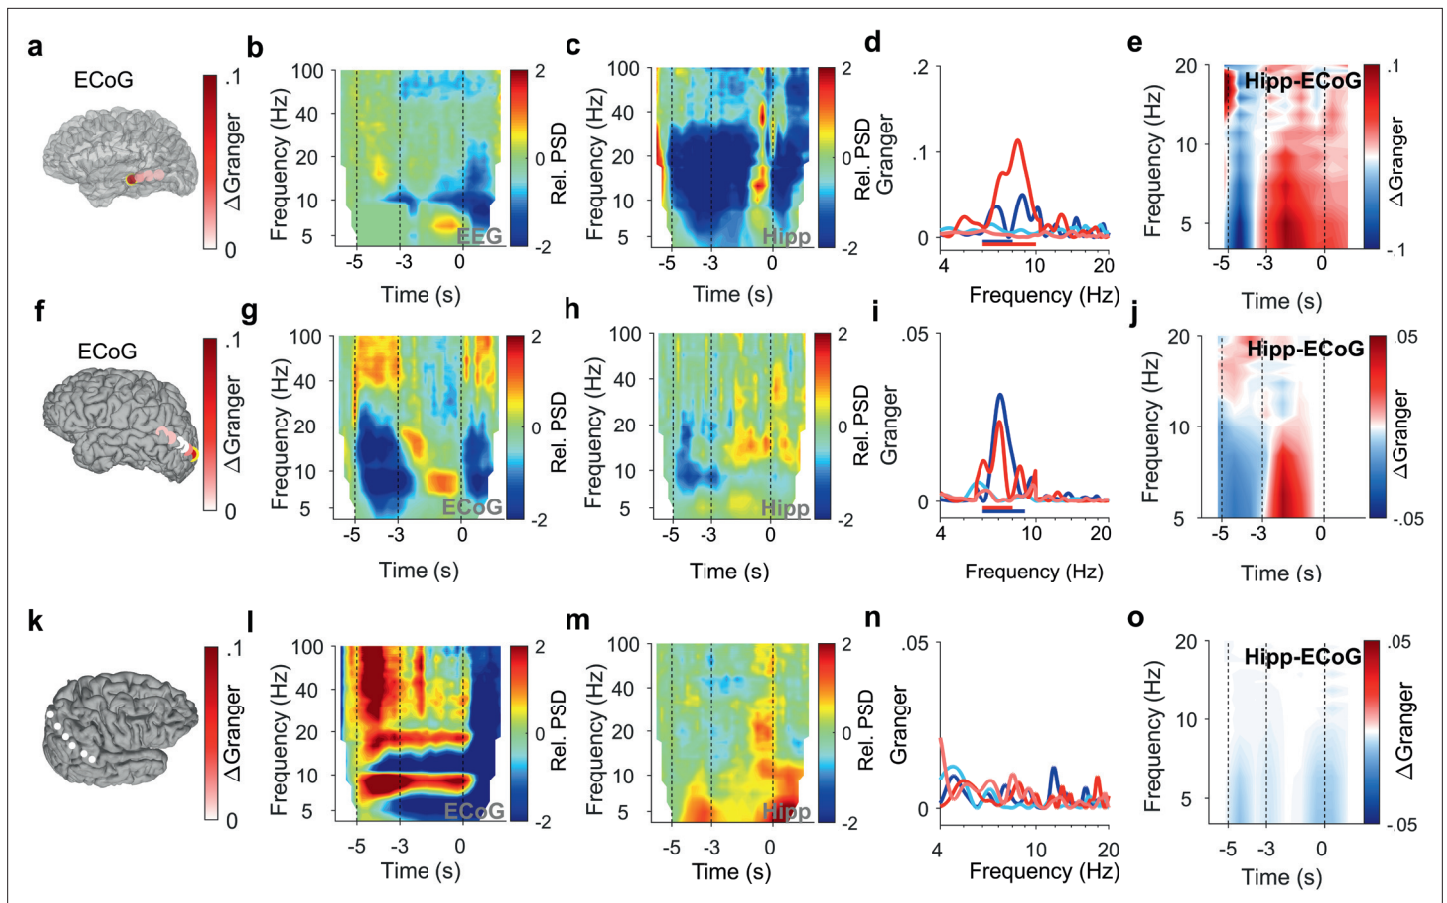 a
ECoG
.1
ΔGranger
0
b
Frequency (Hz)
100
40
20
10
5
-5
-3
0
Time (s)
EEG
2
0
-2
Rel. PSD
c
Frequency (Hz)
100
40
20
10
5
-5
-3
0
Time (s)
Hipp
2
0
-2
Rel. PSD
d
Granger
.2
.1
0
4
10
20
Frequency (Hz)
e
Frequency (Hz)
20
10
5
-5
-3
0
Time (s)
Hipp-ECoG
.1
-.1
ΔGranger
f
ECoG
.1
ΔGranger
0
g
Frequency (Hz)
100
40
20
10
5
-5
-3
0
Time (s)
ECoG
2
0
-2
Rel. PSD
h
Frequency (Hz)
100
40
20
10
5
-5
-3
0
Time (s)
Hipp
2
0
-2
Rel. PSD
i
Granger
.05
0
4
10
20
Frequency (Hz)
j
Frequency (Hz)
20
10
5
-5
-3
0
Time (s)
Hipp-ECoG
.05
-.05
ΔGranger
k
.1
ΔGranger
0
l
Frequency (Hz)
100
40
20
10
5
-5
-3
0
Time (s)
ECoG
2
0
-2
Rel. PSD
m
Frequency (Hz)
100
40
20
10
5
-5
-3
0
Time (s)
Hipp
2
0
-2
Rel. PSD
n
Granger
.05
0
4
10
20
Frequency (Hz)
o
Frequency (Hz)
20
10
5
-5
-3
0
Time (s)
Hipp-ECoG
.05
-.05
ΔGranger